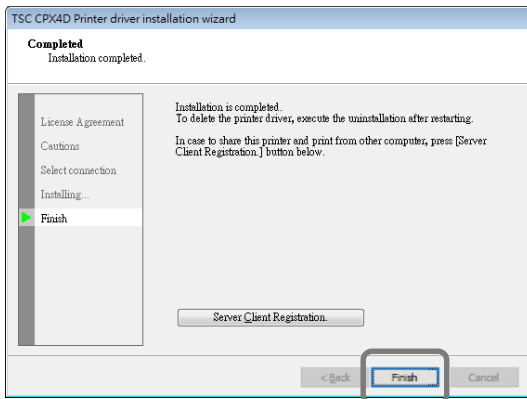 TSC CPX4D Printer driver installation wizard
Completed
Installation completed.
License Agreement
Cautions
Select connection
Installing...
Finish
Installation is completed.
To delete the printer driver, execute the uninstallation after restarting.
In case to share this printer and print from other computer, press [Server
Client Registration.] button below.
Server Client Registration.
< Back
Finish
Cancel